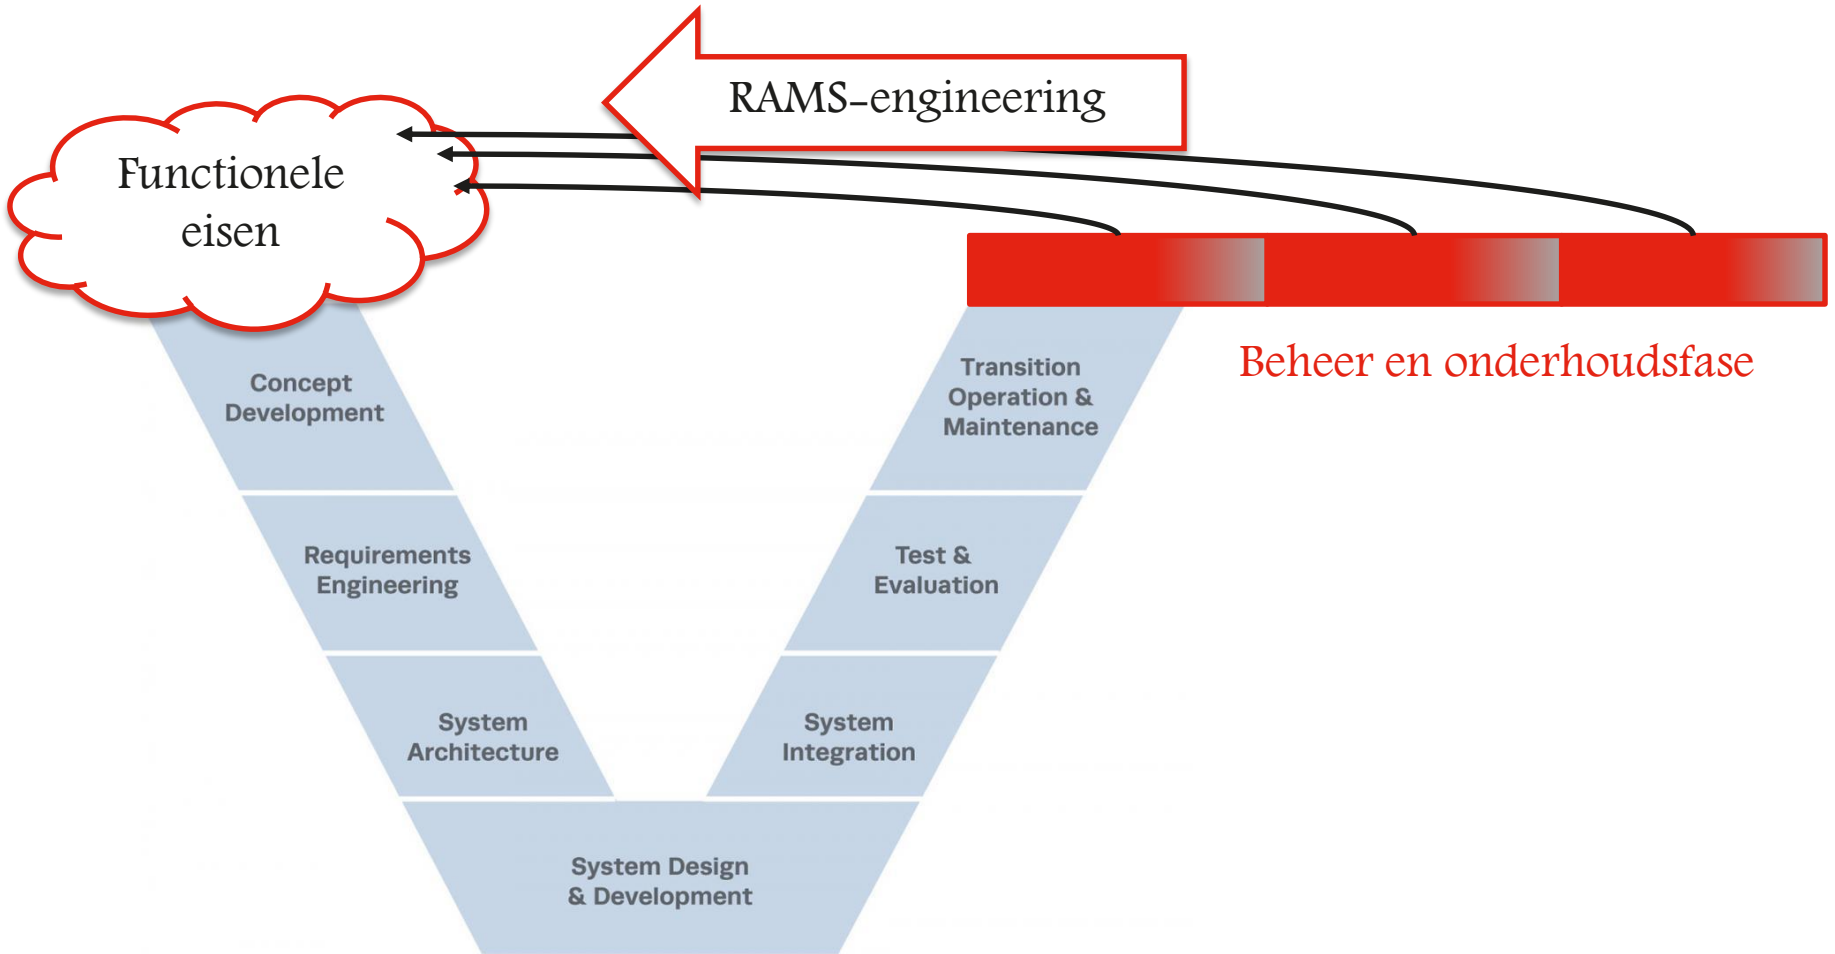 RAMS-engineering
Functionele
eisen
Beheer en onderhoudsfase
Concept
Development
Requirements
Engineering
System
Architecture
System Design
& Development
System
Integration
Test &
Evaluation
Transition
Operation &
Maintenance